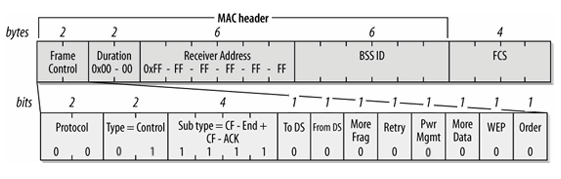 MAC header
bytes 2 2 6 6 4
Frame Control Duration 0x00 - 00 Receiver Address 0xFF - FF - FF - FF - FF - FF BSS ID FCS
bits 2 2 4 1 1 1 1 1 1 1 1
Protocol Type = Control Sub type = CF - End + CF - ACK To DS From DS More Frag Retry Pwr Mgmt More Data WEP Order
0 0 0 1 1 1 1 1 0 0 0 0 0 0 0 0